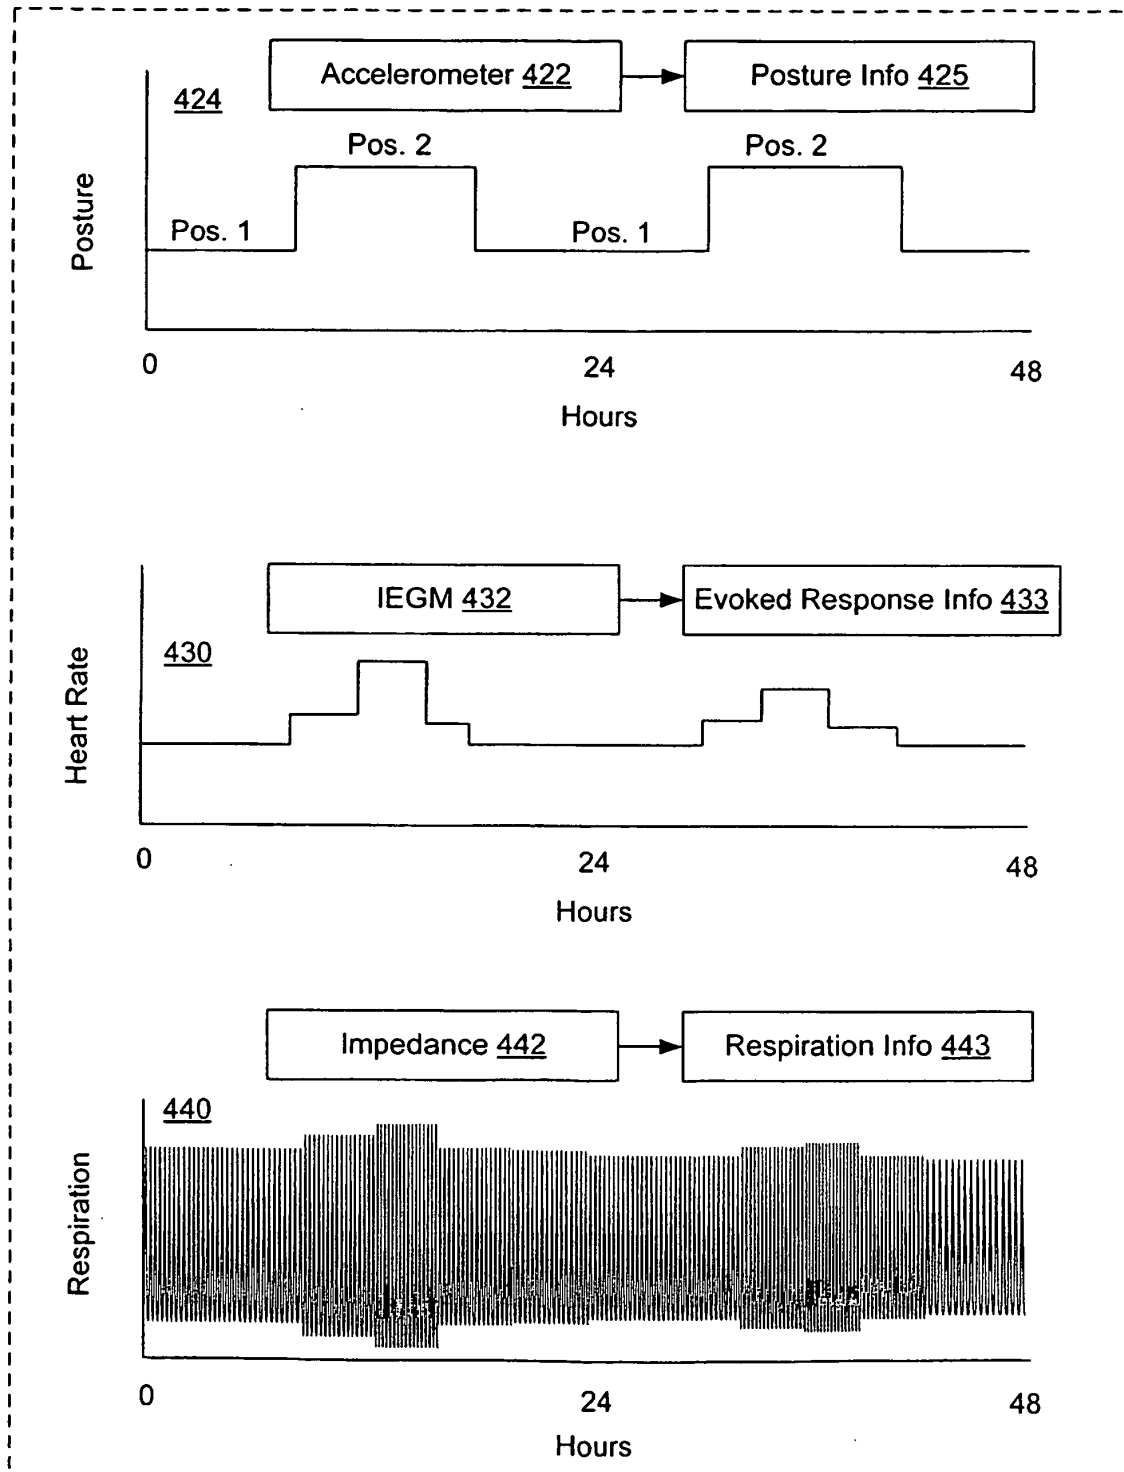 Accelerometer 422
Posture Info 425
424
Pos. 2
Pos. 2
Pos. 1
Pos. 1
Posture
0
24
48
Hours
IEGM 432
Evoked Response Info 433
430
Heart Rate
0
24
48
Hours
Impedance 442
Respiration Info 443
440
Respiration
0
24
48
Hours